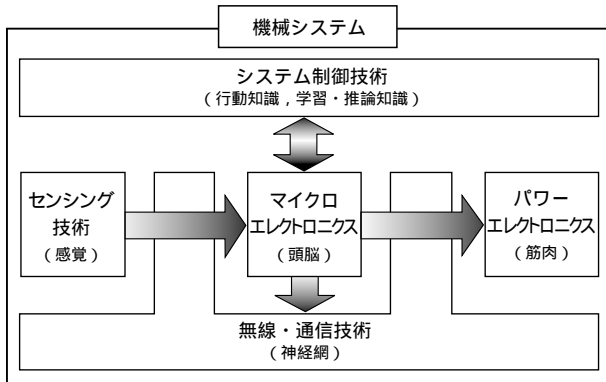 機械システム
システム制御技術
（行動知識，学習・推論知識）
センシング
技術
（感覚）
マイクロ
エレクトロニクス
（頭脳）
パワー
エレクトロニクス
（筋肉）
無線・通信技術
（神経網）